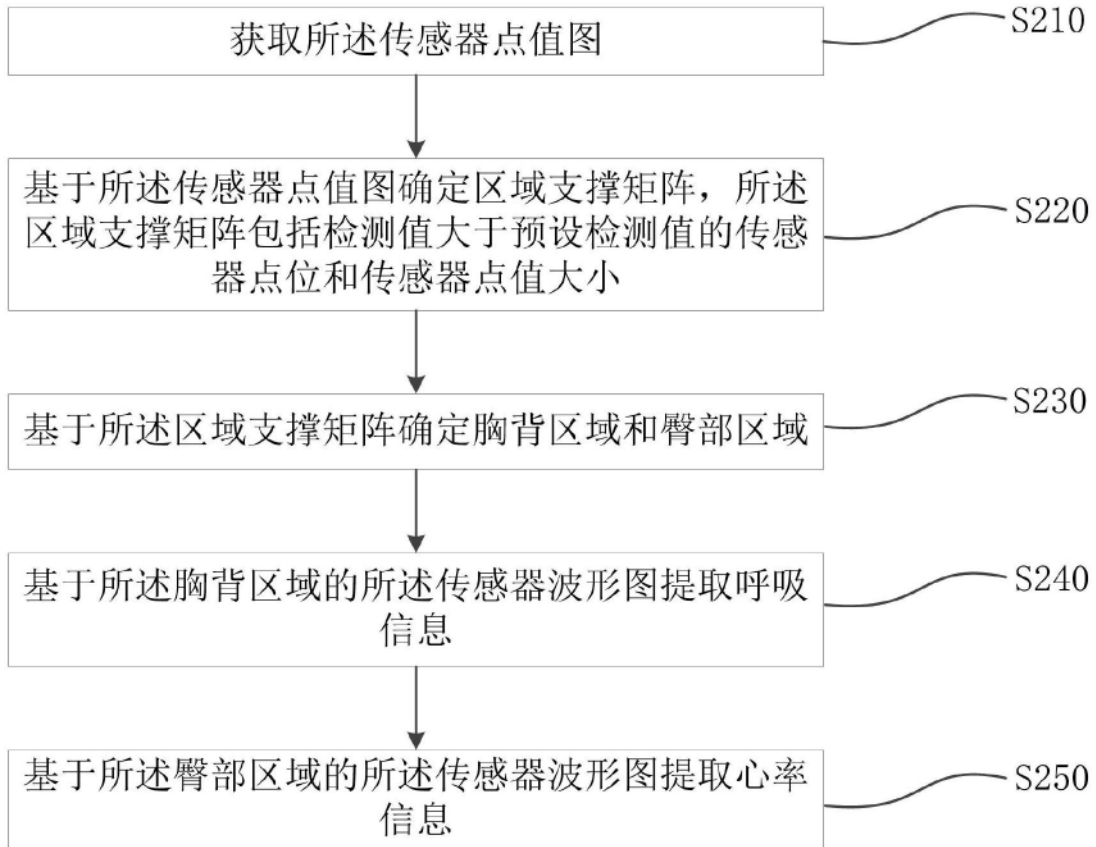 获取所述传感器点值图
S210
基于所述传感器点值图确定区域支撑矩阵，所述
区域支撑矩阵包括检测值大于预设检测值的传感
器点位和传感器点值大小
S220
基于所述区域支撑矩阵确定胸背区域和臀部区域
S230
基于所述胸背区域的所述传感器波形图提取呼吸
信息
S240
基于所述臀部区域的所述传感器波形图提取心率
信息
S250